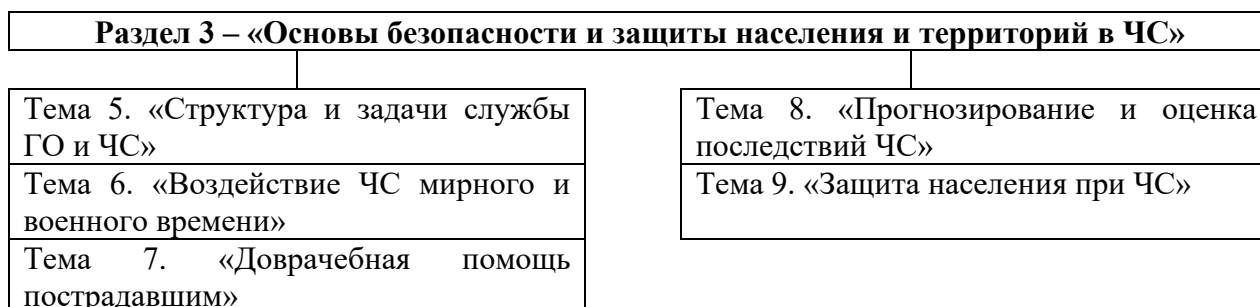 Раздел 3 – «Основы безопасности и защиты населения и территорий в ЧС»
Тема 5. «Структура и задачи службы
ГО и ЧС»
Тема 6. «Воздействие ЧС мирного и
военного времени»
Тема 7. «Доврачебная помощь
пострадавшим»
Тема 8. «Прогнозирование и оценка
последствий ЧС»
Тема 9. «Защита населения при ЧС»